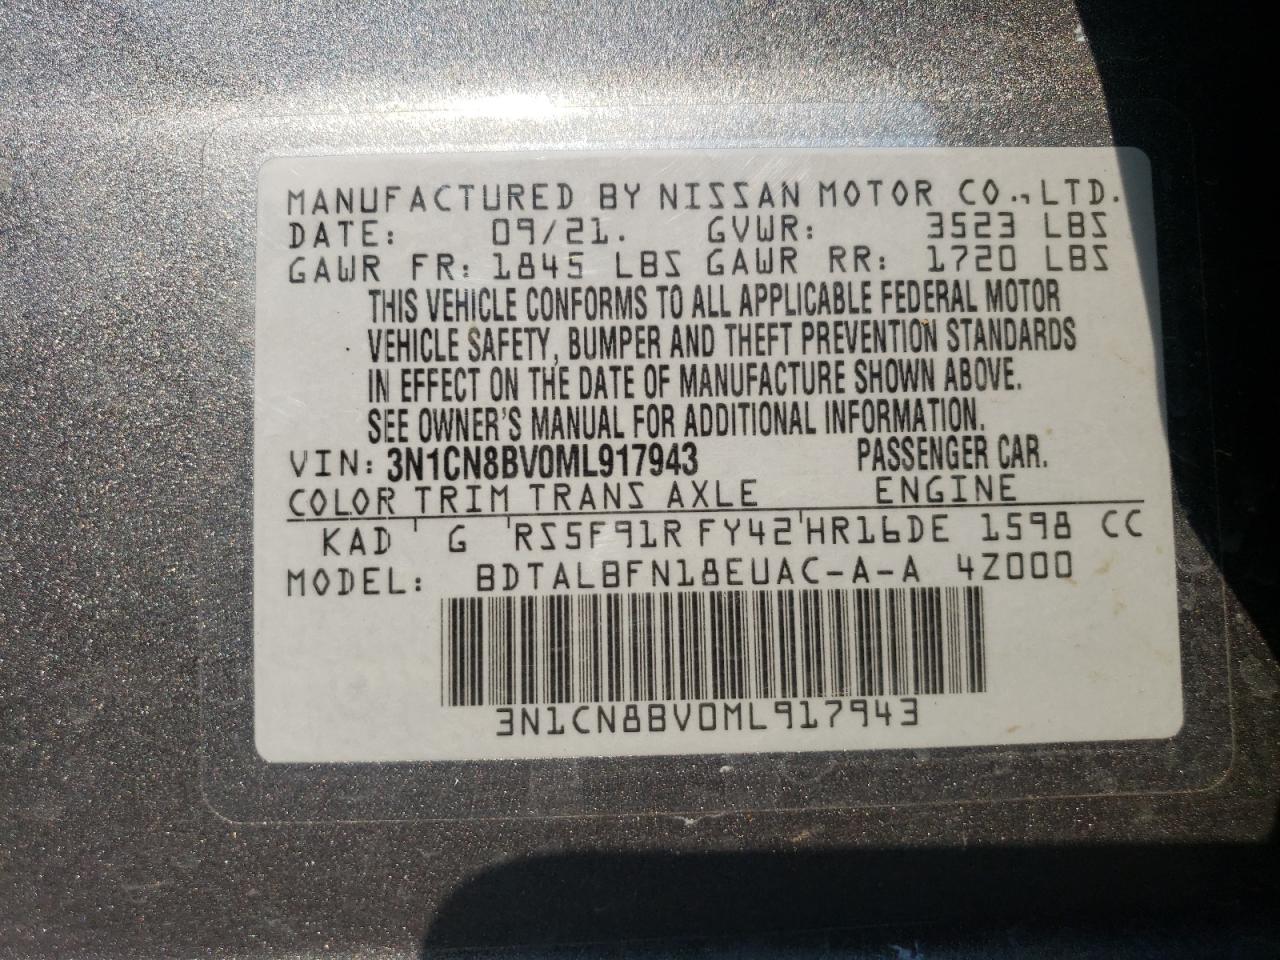 MANUFACTURED BY NISSAN MOTOR CO., LTD.
DATE: 09/21. GVWR: 3523 LBS
GAWR FR: 1845 LBS GAWR RR: 1720 LBS
THIS VEHICLE CONFORMS TO ALL APPLICABLE FEDERAL MOTOR
VEHICLE SAFETY, BUMPER AND THEFT PREVENTION STANDARDS
IN EFFECT ON THE DATE OF MANUFACTURE SHOWN ABOVE.
SEE OWNER'S MANUAL FOR ADDITIONAL INFORMATION.
VIN: 3N1CN8BV0ML917943 PASSENGER CAR.
COLOR TRIM TRANS AXLE ENGINE
KAD G RS5F91R FY42 HR16DE 1598 CC
MODEL: BDTALBFN18EUAC-A-A 4Z000
3N1CN8BV0ML917943